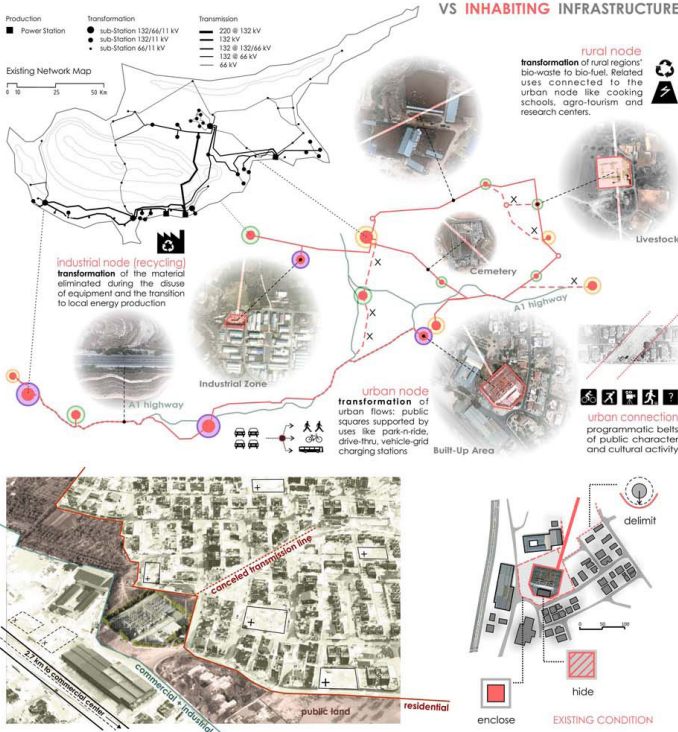 VS INHABITING INFRASTRUCTURE
Production
Power Station
Transformation
sub-Station 132/66/11 kV
sub-Station 132/11 kV
sub-Station 66/11 kV
Transmission
220 @ 132 kV
132 kV
132 @ 132/66 kV
132 @ 66 kV
66 kV
Existing Network Map
0 10 25 50 Km
rural node
transformation of rural regions'
bio-waste to bio-fuel. Related
uses connected to the
urban node like cooking
schools, agro-tourism and
research centers.
Livestock
X
X
X
X
X
X
Cemetery
A1 highway
industrial node (recycling)
transformation of the material
eliminated during the disuse
of equipment and the transition
to local energy production
Industrial Zone
A1 highway
urban node
transformation of
urban flows: public
squares supported by
uses like park-n-ride,
drive-thru, vehicle-grid
charging stations
Built-Up Area
?
urban connection
programmatic belts
of public character
and cultural activity
canceled transmission line
2,7 km to commercial center
commercial + industrial
public land
residential
delimit
0 50 100
hide
enclose
EXISTING CONDITION